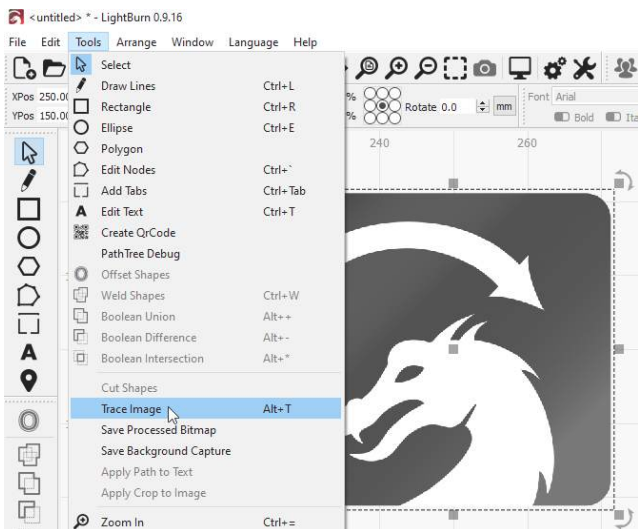 <untitled> * - LightBurn 0.9.16
File Edit Tools Arrange Window Language Help
XPos 250.00
YPos 150.00
% Rotate 0.0 mm
%
Font Arial
Bold
240 260
Select
Draw Lines Ctrl+L
Rectangle Ctrl+R
Ellipse Ctrl+E
Polygon
Edit Nodes Ctrl+`
Add Tabs Ctrl+Tab
Edit Text Ctrl+T
Create QrCode
PathTree Debug
Offset Shapes
Weld Shapes Ctrl+W
Boolean Union Alt++
Boolean Difference Alt+-
Boolean Intersection Alt+*
Cut Shapes
Trace Image Alt+T
Save Processed Bitmap
Save Background Capture
Apply Path to Text
Apply Crop to Image
Zoom In Ctrl+=